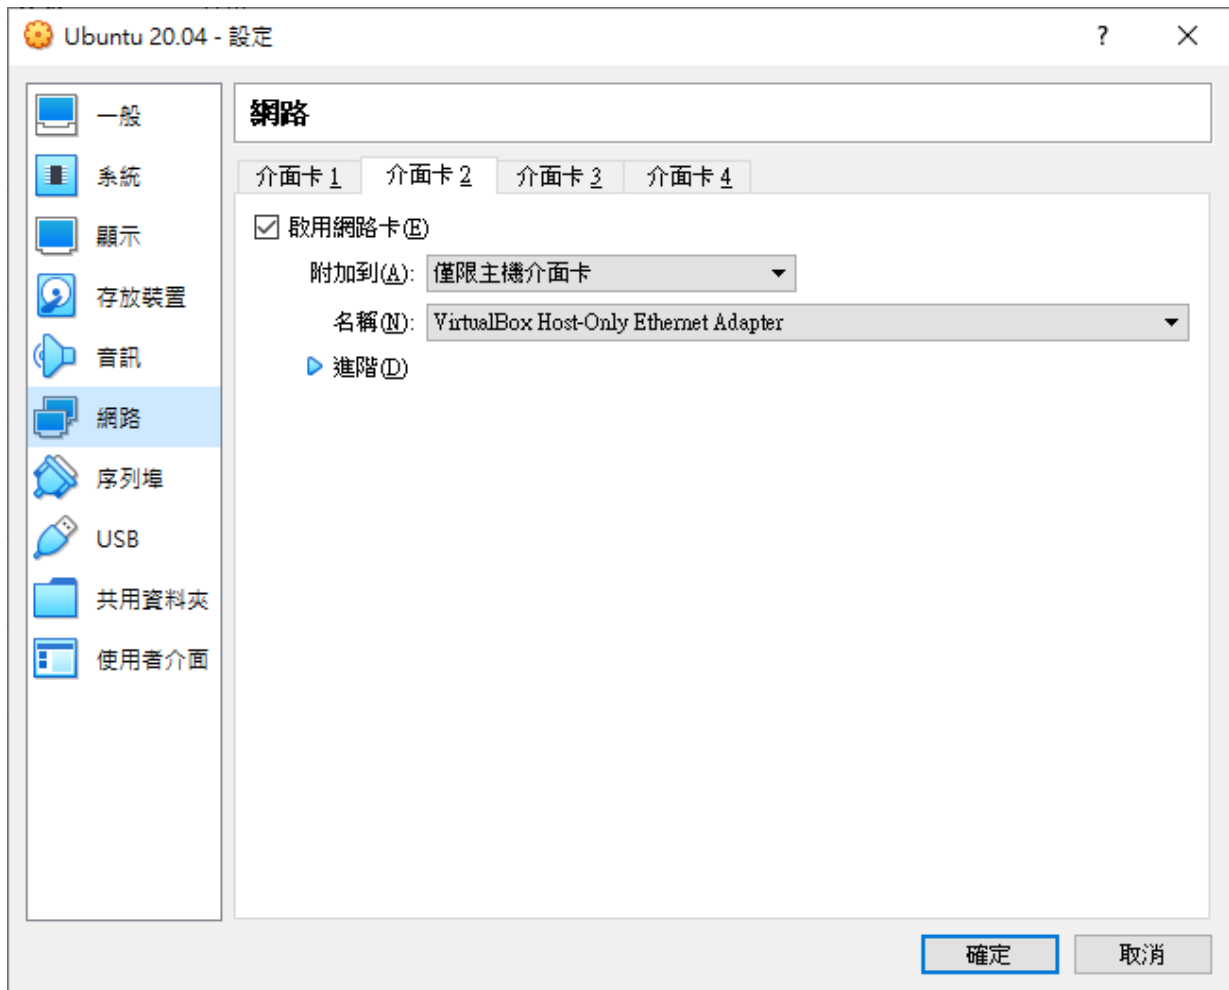 Ubuntu 20.04 - 設定
?
一般
系統
顯示
存放裝置
音訊
網路
序列埠
USB
共用資料夾
使用者介面
網路
介面卡 1 介面卡 2 介面卡 3 介面卡 4
啟用網路卡(E)
附加到(A): 僅限主機介面卡
名稱(N): VirtualBox Host-Only Ethernet Adapter
進階(D)
確定 取消